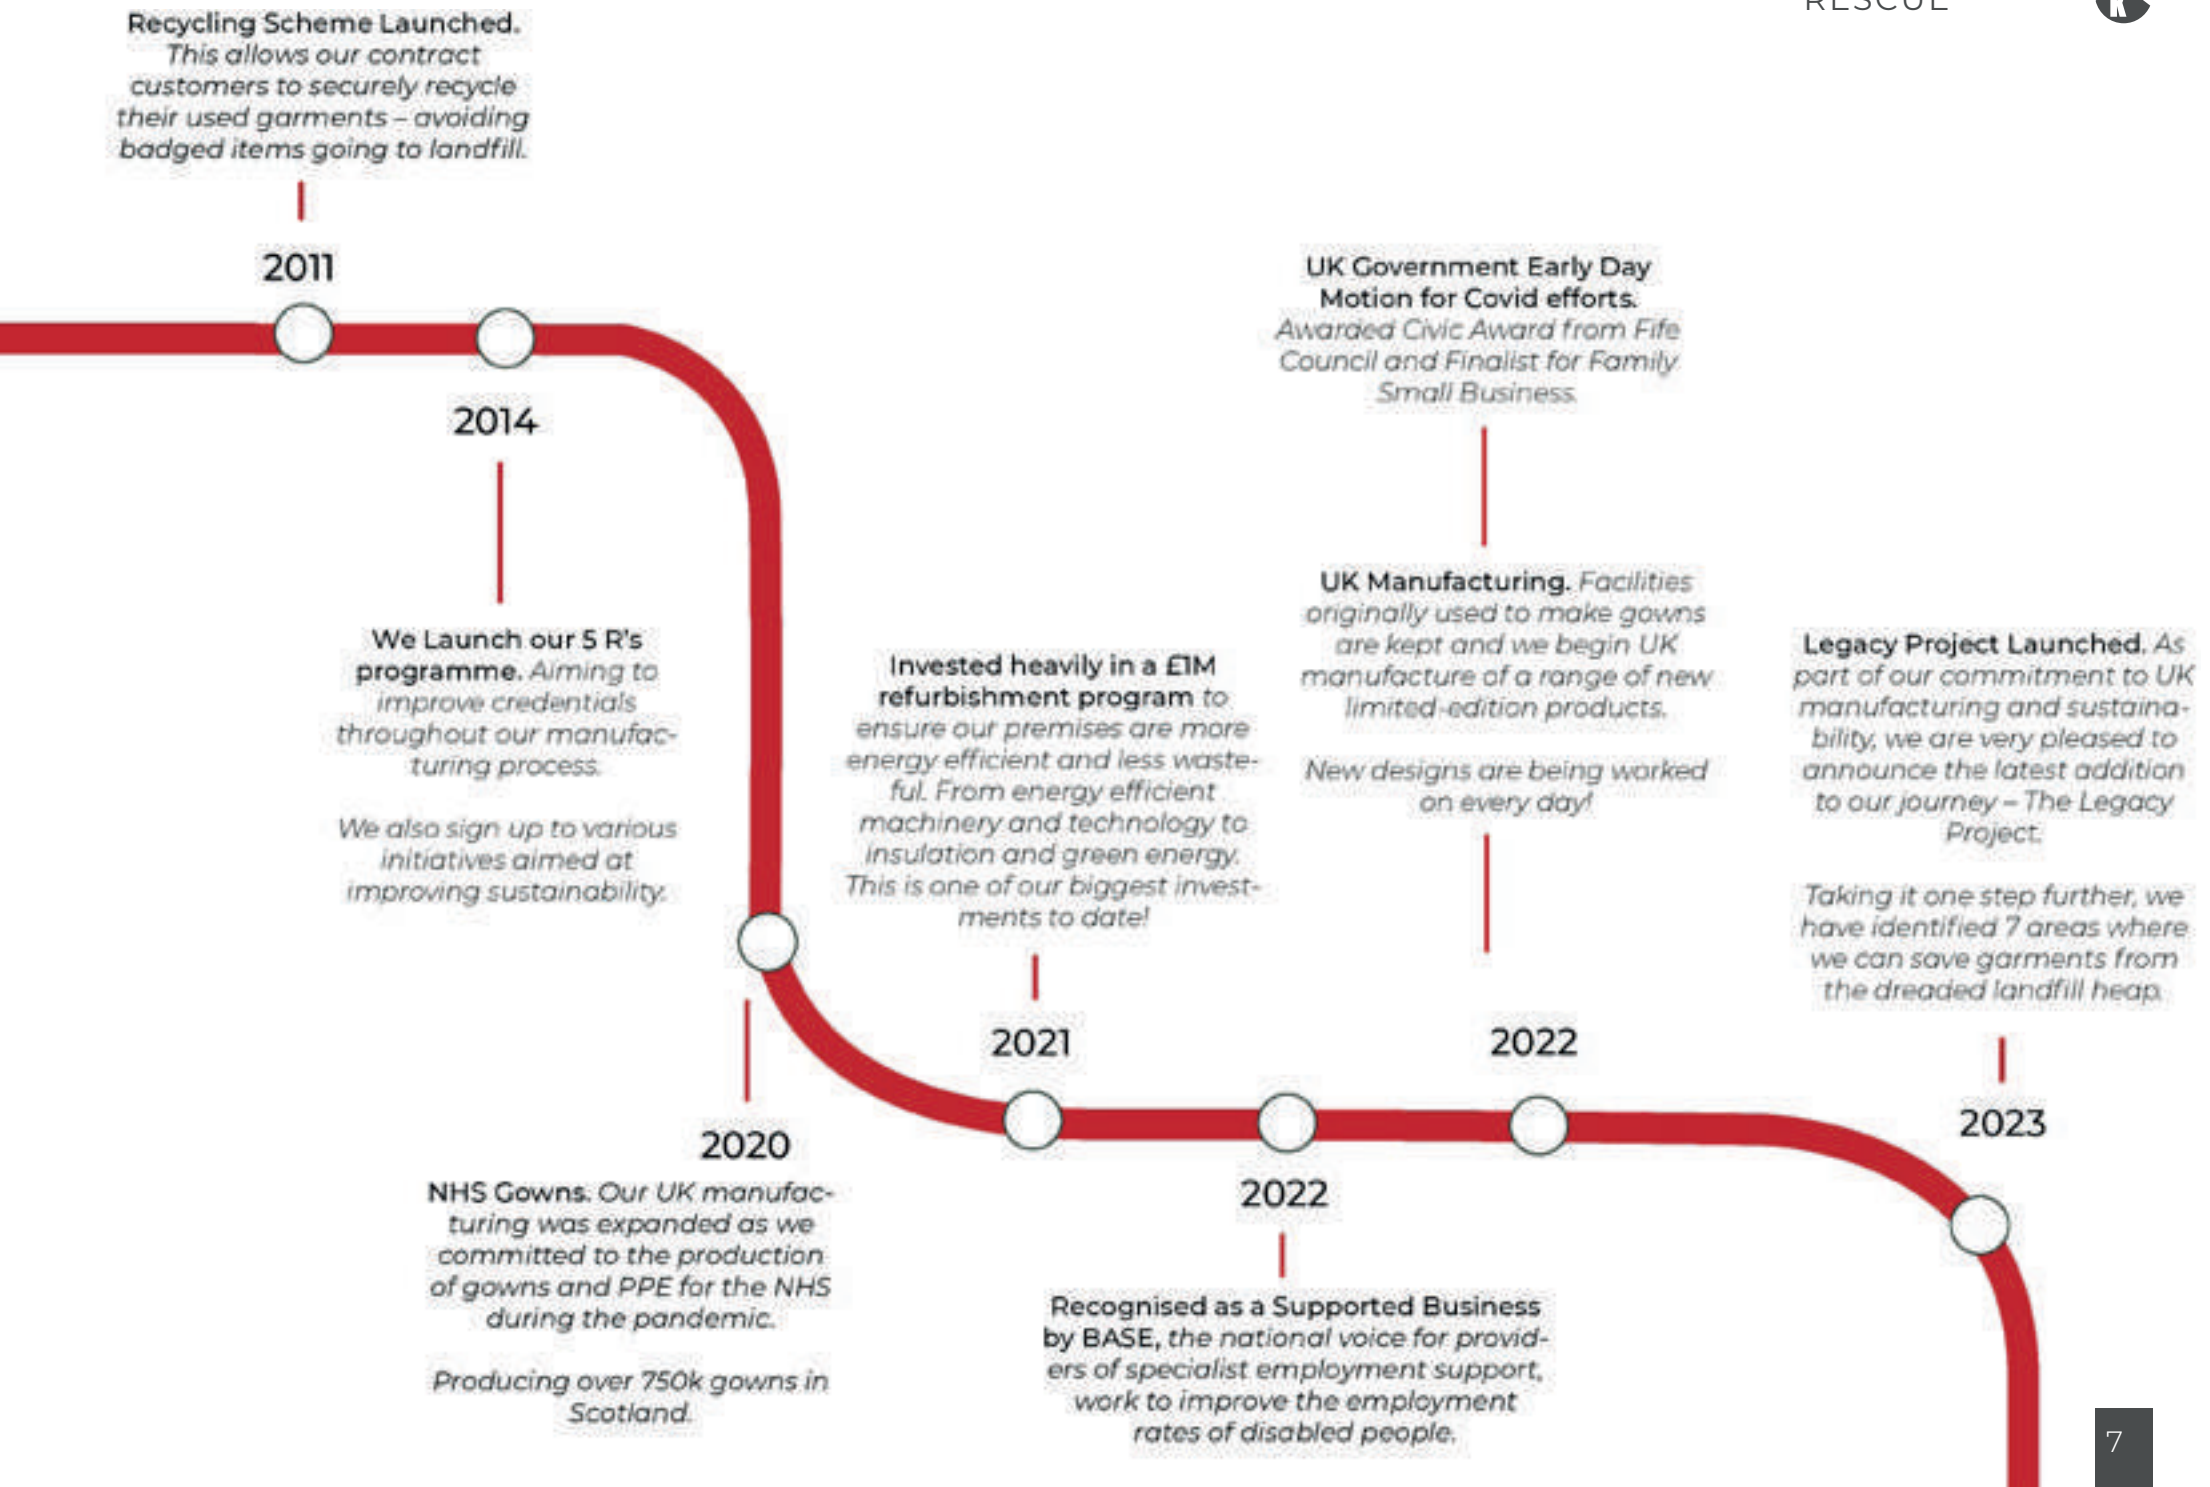 RESCUE
Recycling Scheme Launched.
This allows our contract
customers to securely recycle
their used garments – avoiding
badged items going to landfill.
2011
2014
We Launch our 5 R's
programme. Aiming to
improve credentials
throughout our manufac-
turing process.
We also sign up to various
initiatives aimed at
improving sustainability.
2020
NHS Gowns. Our UK manufac-
turing was expanded as we
committed to the production
of gowns and PPE for the NHS
during the pandemic.
Producing over 750k gowns in
Scotland.
Invested heavily in a £1M
refurbishment program to
ensure our premises are more
energy efficient and less waste-
ful. From energy efficient
machinery and technology to
insulation and green energy.
This is one of our biggest invest-
ments to date!
2021
2022
Recognised as a Supported Business
by BASE, the national voice for provid-
ers of specialist employment support,
work to improve the employment
rates of disabled people.
UK Government Early Day
Motion for Covid efforts.
Awarded Civic Award from Fife
Council and Finalist for Family
Small Business.
UK Manufacturing. Facilities
originally used to make gowns
are kept and we begin UK
manufacture of a range of new
limited-edition products.
New designs are being worked
on every day!
2022
Legacy Project Launched. As
part of our commitment to UK
manufacturing and sustaina-
bility, we are very pleased to
announce the latest addition
to our journey – The Legacy
Project.
Taking it one step further, we
have identified 7 areas where
we can save garments from
the dreaded landfill heap.
2023
7